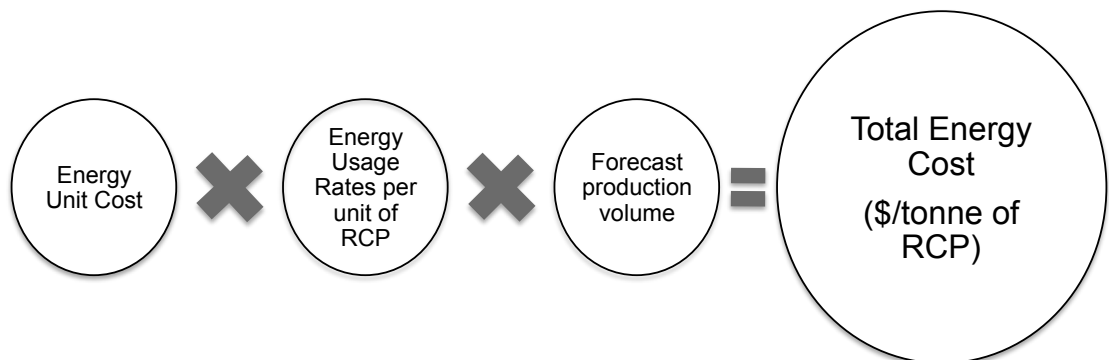 Energy
Unit Cost
Energy
Usage
Rates per
unit of
RCP
Forecast
production
volume
Total Energy
Cost
($/tonne of
RCP)